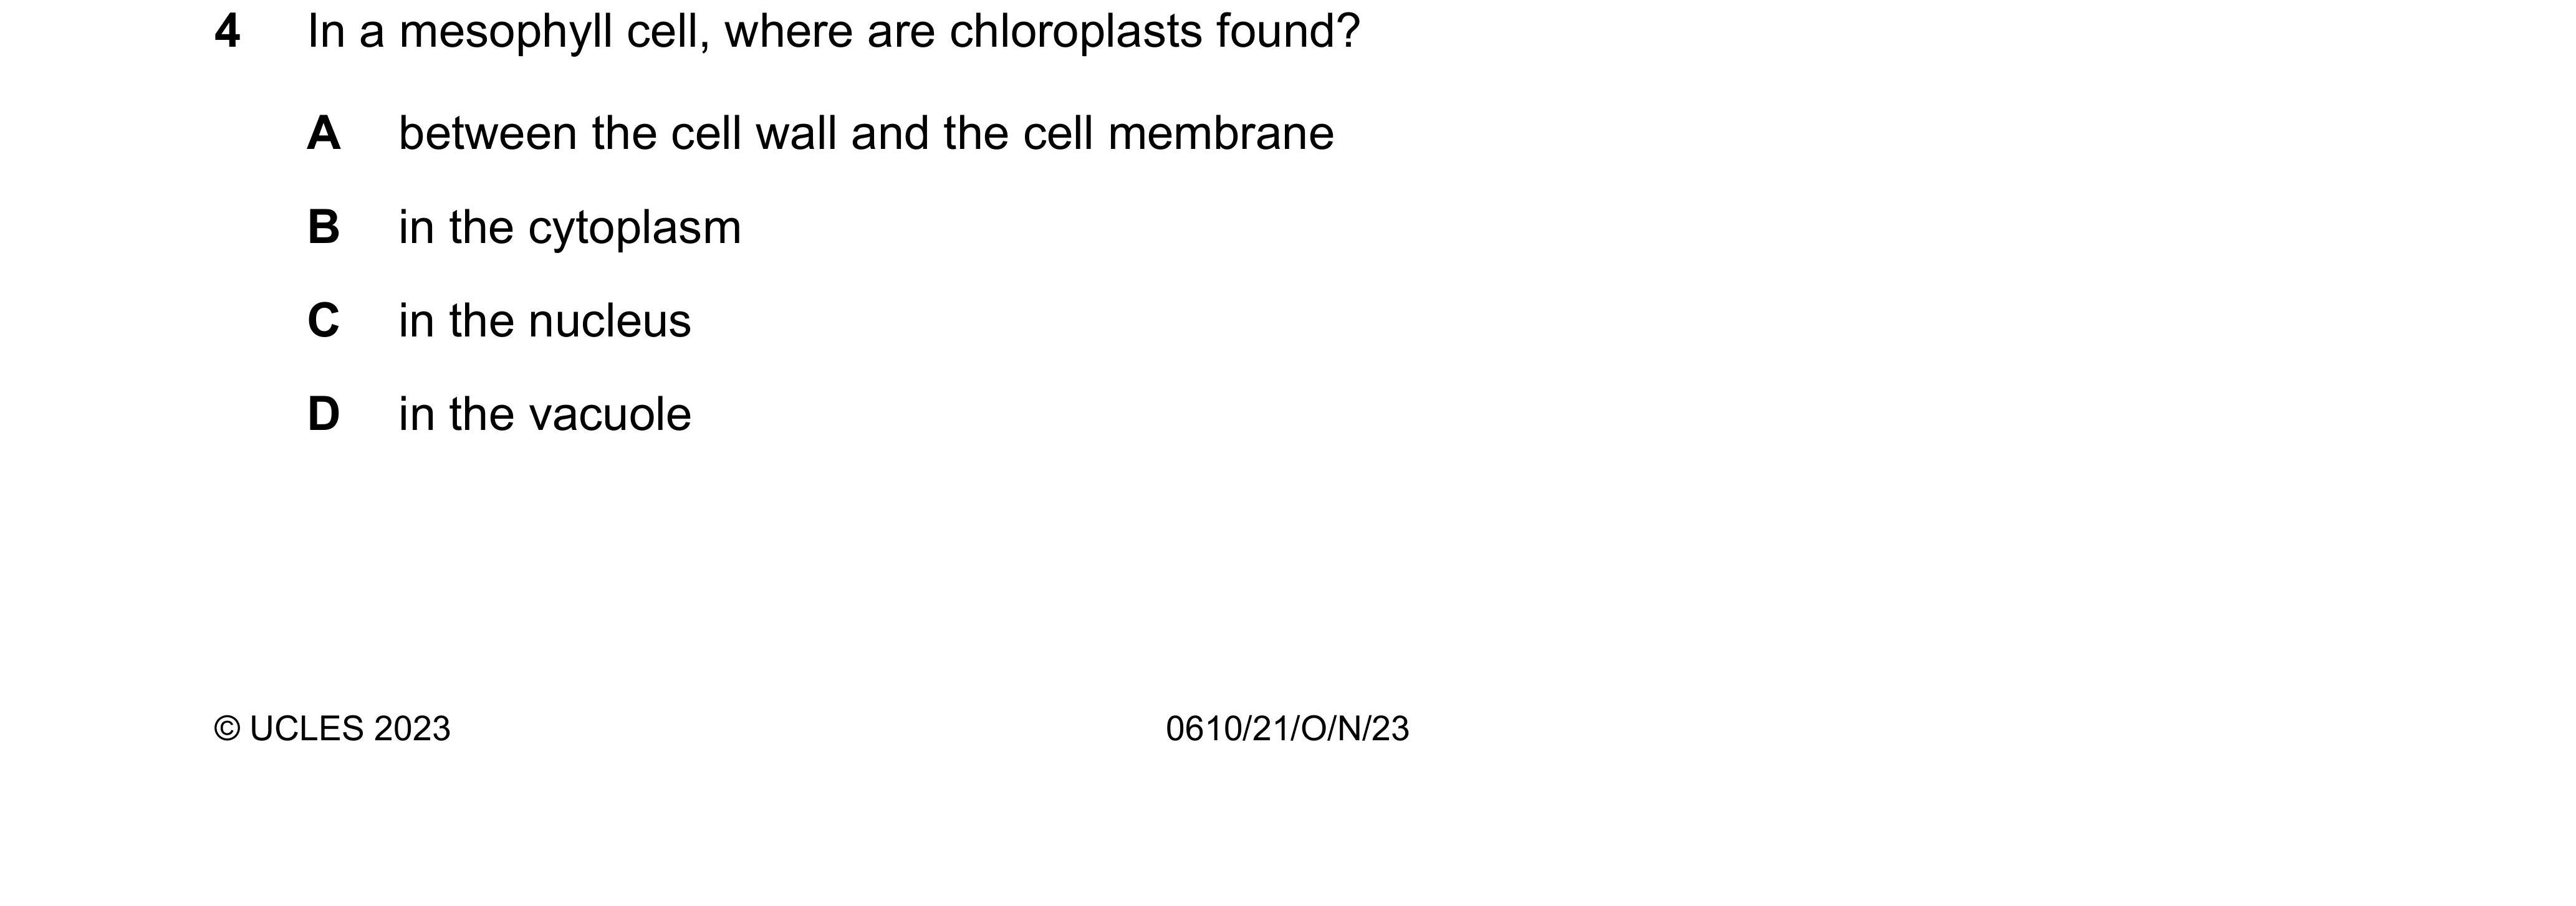 4 In a mesophyll cell, where are chloroplasts found?
A between the cell wall and the cell membrane
B in the cytoplasm
C in the nucleus
D in the vacuole
© UCLES 2023 0610/21/O/N/23